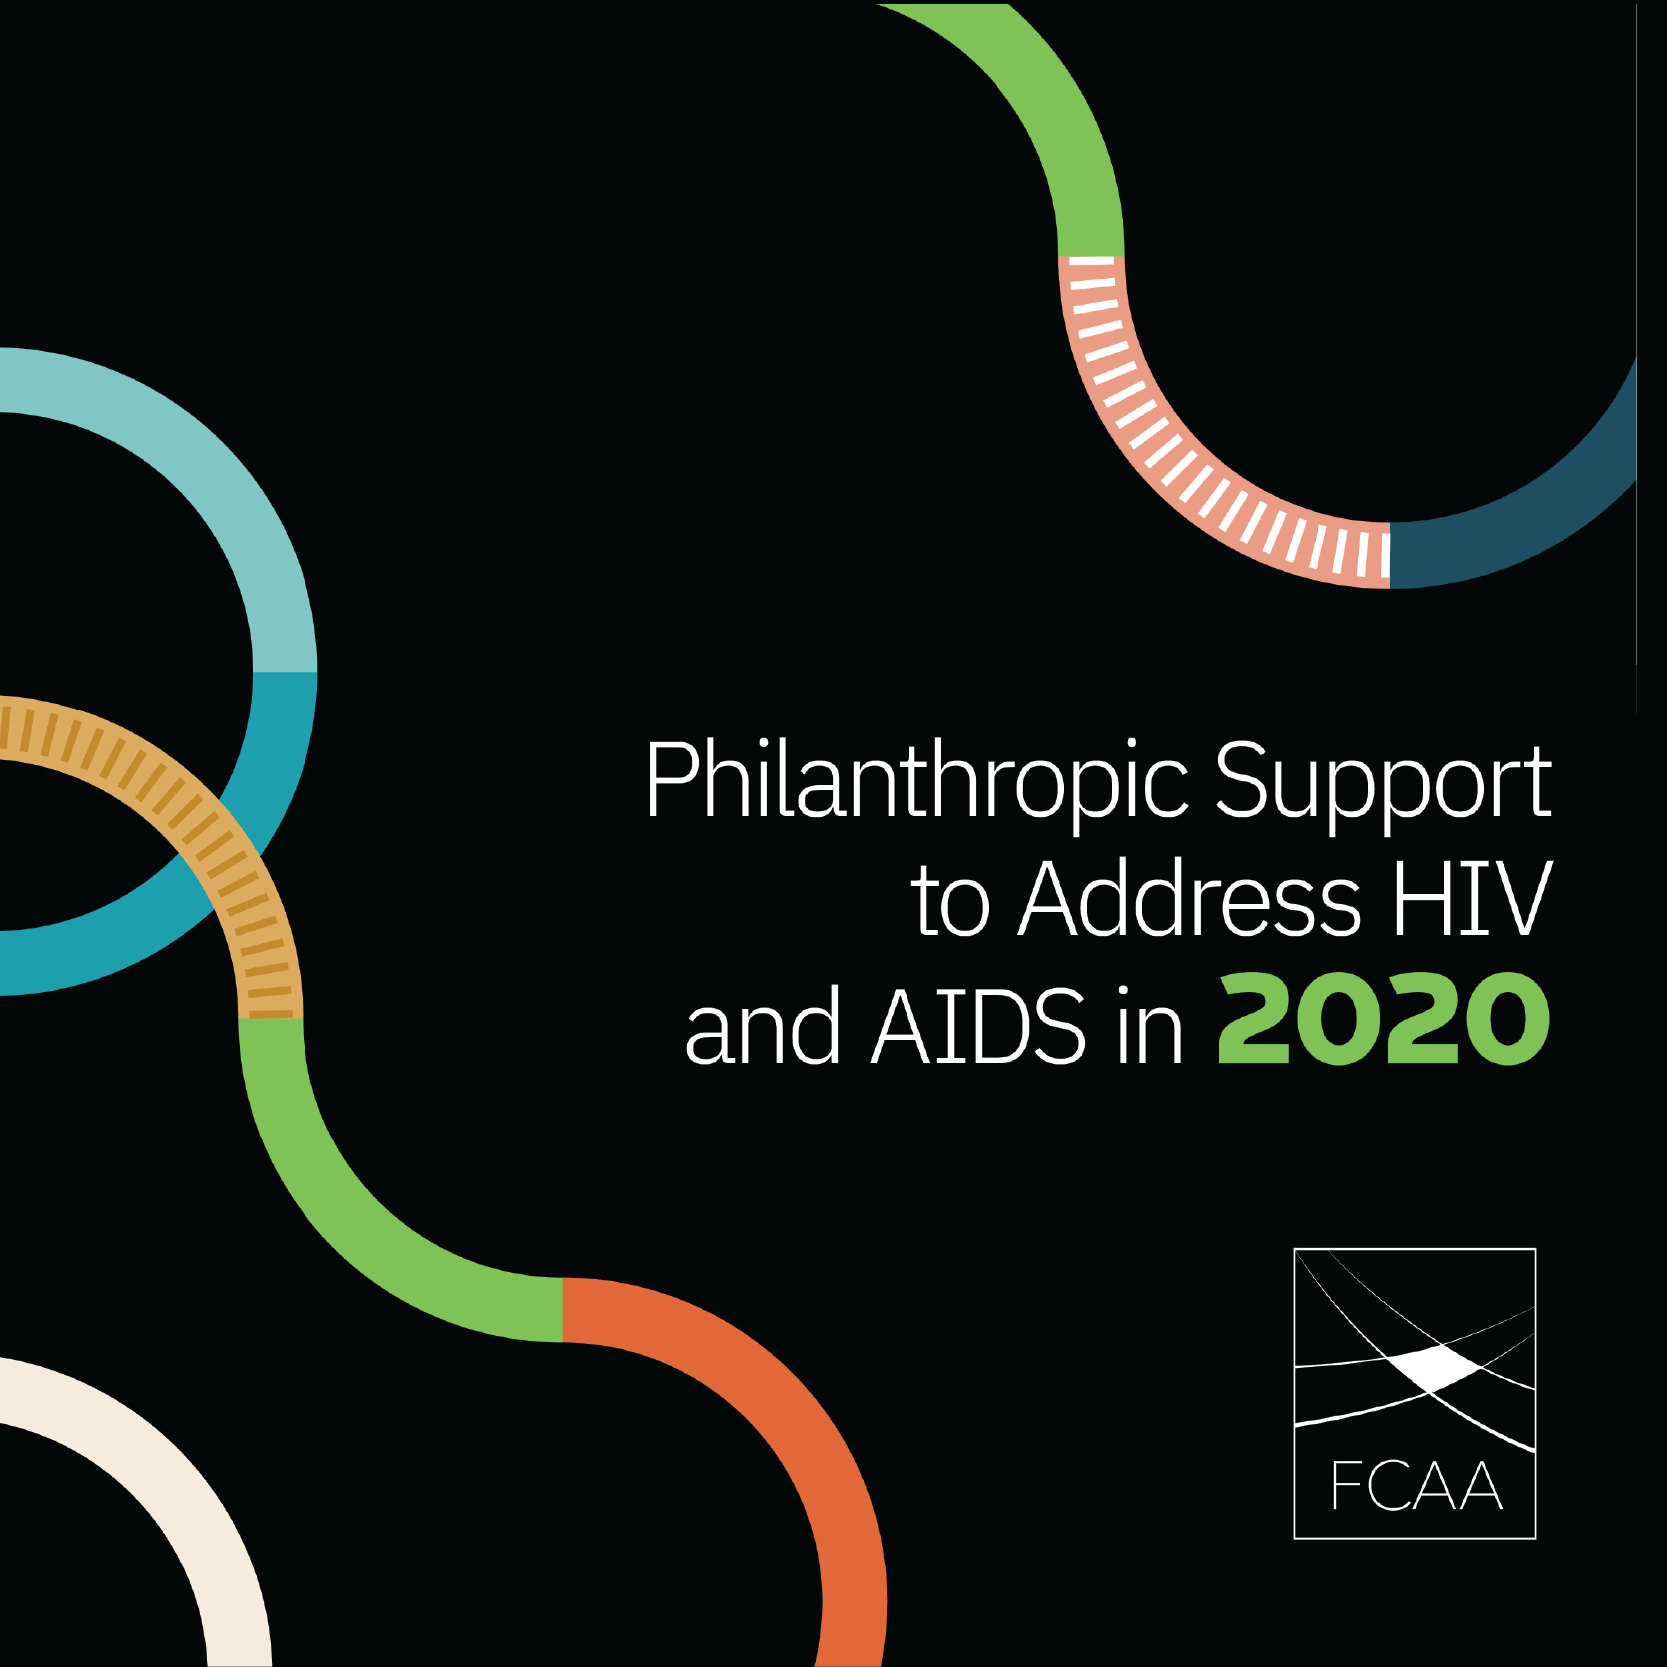 Philanthropic Support
to Address HIV
and AIDS in 2020
FCAA